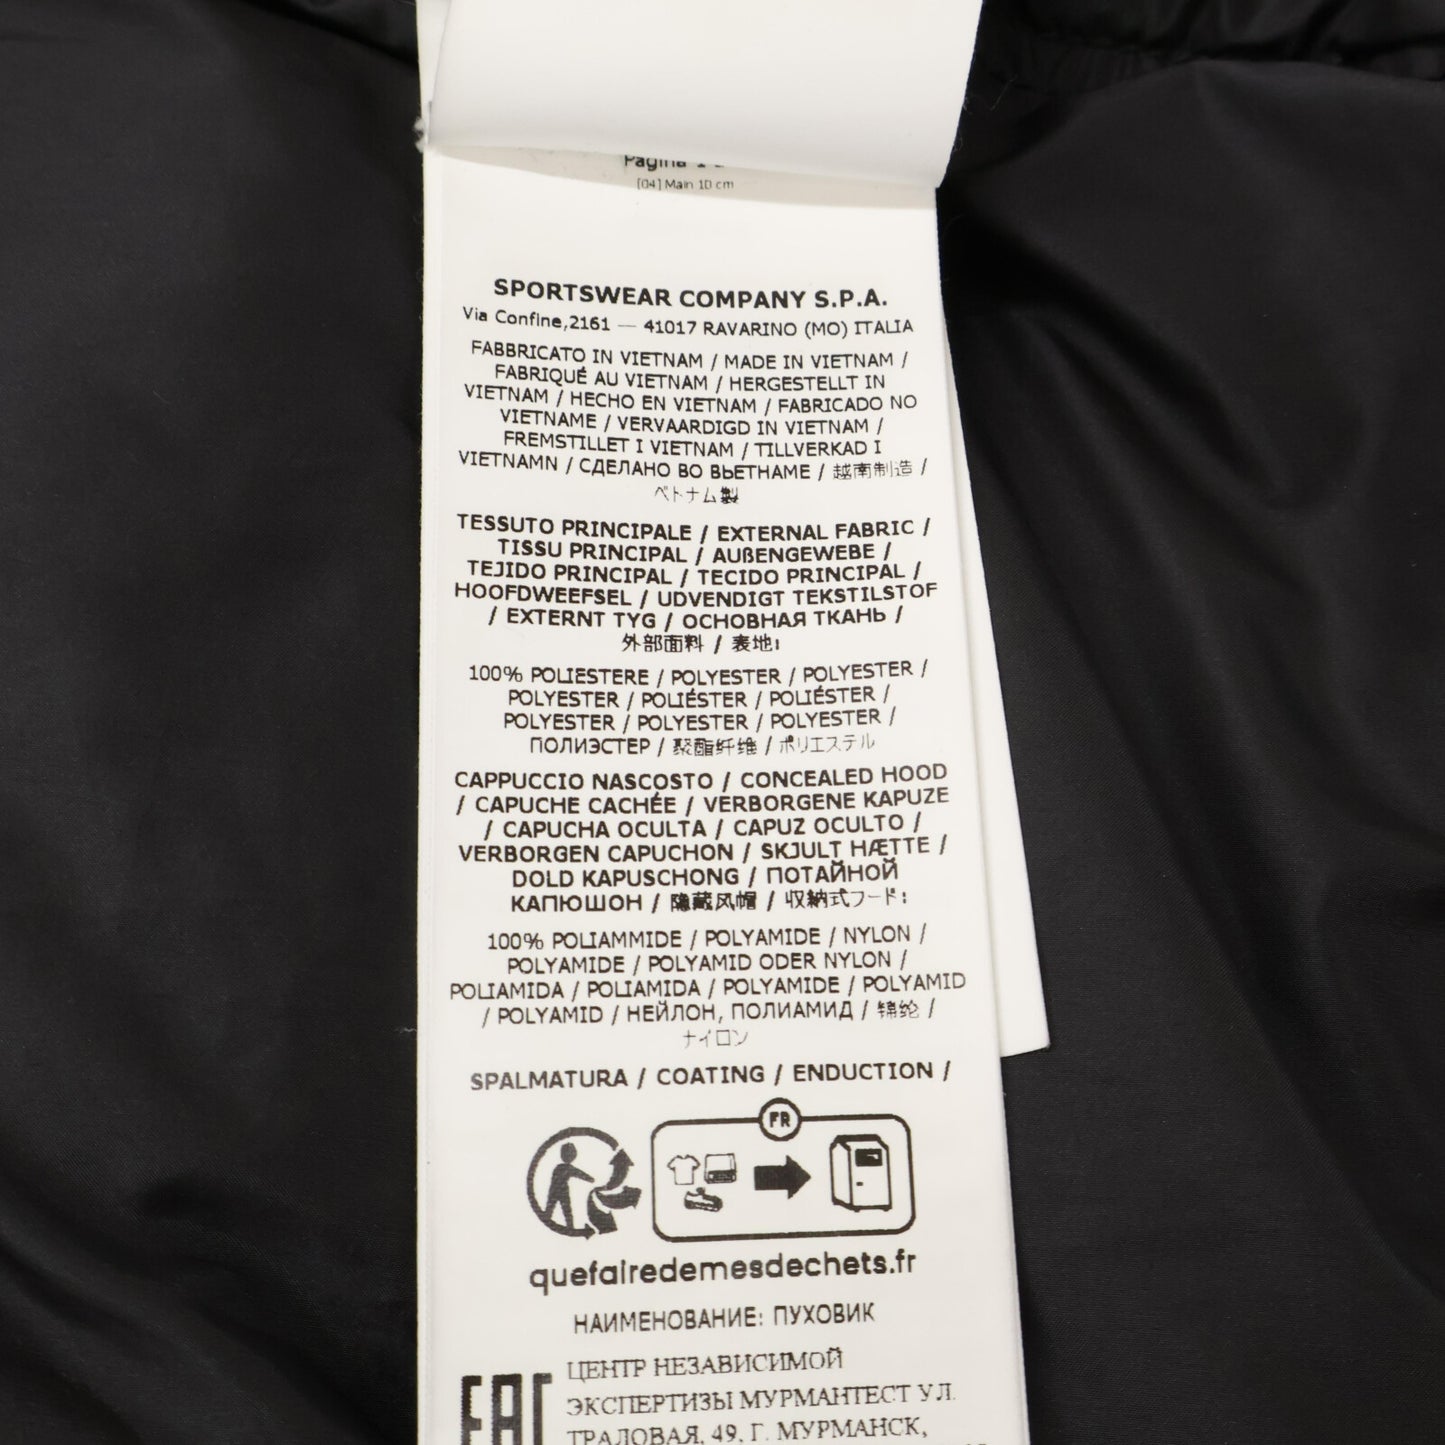 [04] Main 10 cm
SPORTSWEAR COMPANY S.P.A.
Via Confine,2161 — 41017 RAVARINO (MO) ITALIA
FABBRICATO IN VIETNAM / MADE IN VIETNAM /
FABRIQUÉ AU VIETNAM / HERGESTELLT IN
VIETNAM / HECHO EN VIETNAM / FABRICADO NO
VIETNAME / VERVAARDIGD IN VIETNAM /
FREMSTILLET I VIETNAM / TILLVERKAD I
VIETNAMN / СДЕЛАНО ВО ВЬЕТНАМЕ / 越南制造 /
ベトナム製
TESSUTO PRINCIPALE / EXTERNAL FABRIC /
TISSU PRINCIPAL / AUßENGEWEBE /
TEJIDO PRINCIPAL / TECIDO PRINCIPAL /
HOOFDWEEFSEL / UDVENDIGT TEKSTILSTOF
/ EXTERNT TYG / ОСНОВНАЯ ТКАНЬ /
外部面料 / 表地:
100% POLIESTERE / POLYESTER / POLYESTER /
POLYESTER / POLIÉSTER / POLIÉSTER /
POLYESTER / POLYESTER / POLYESTER /
ПОЛИЭСТЕР / 聚酯纤维 / ポリエステル
CAPPUCCIO NASCOSTO / CONCEALED HOOD
/ CAPUCHE CACHÉE / VERBORGENE KAPUZE
/ CAPUCHA OCULTA / CAPUZ OCULTO /
VERBORGEN CAPUCHON / SKJULT HÆTTE /
DOLD KAPUSCHONG / ПОТАЙНОЙ
КАПЮШОН / 隐藏风帽 / 収納式フード:
100% POLIAMMIDE / POLYAMIDE / NYLON /
POLYAMIDE / POLYAMID ODER NYLON /
POLIAMIDA / POLIAMIDA / POLYAMIDE / POLYAMID
/ POLYAMID / НЕЙЛОН, ПОЛИАМИД / 锦纶 /
ナイロン
SPALMATURA / COATING / ENDUCTION /
FR
quefairedemesdechets.fr
НАИМЕНОВАНИЕ: ПУХОВИК
EAC
ЦЕНТР НЕЗАВИСИМОЙ
ЭКСПЕРТИЗЫ МУРМАНТЕСТ УЛ.
ТРАЛОВАЯ, 49, Г. МУРМАНСК,